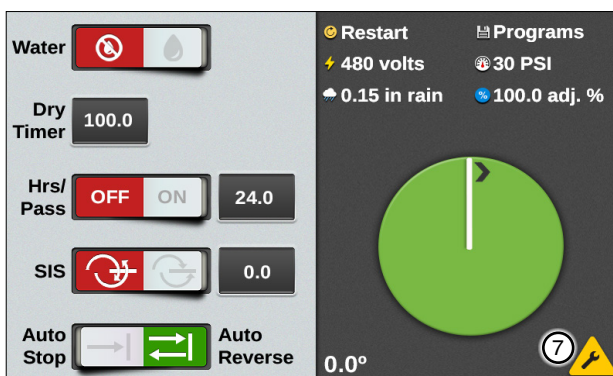 Water
Dry
Timer
100.0
Hrs/
Pass
OFF ON
24.0
SIS
0.0
Auto
Stop
Auto
Reverse
Restart
Programs
480 volts
30 PSI
0.15 in rain
% 100.0 adj. %
0.0º
7